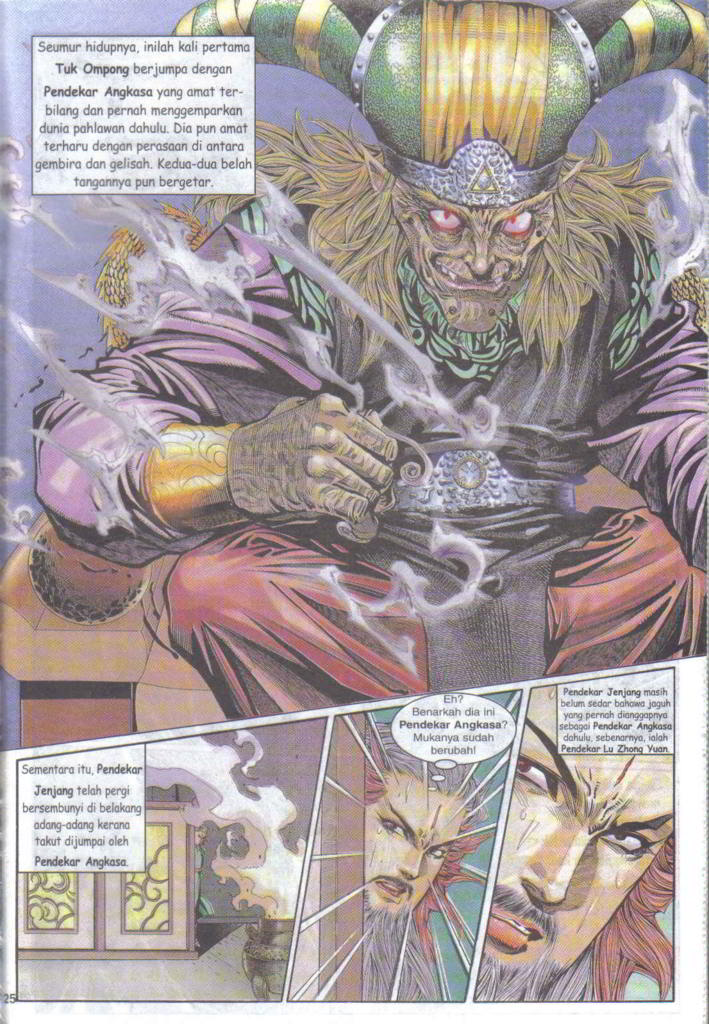 Seumur hidupnya, inilah kali pertama
Tuk Ompong berjumpa dengan
Pendekar Angkasa yang amat ter-
bilang dan pernah menggemparkan
dunia pahlawan dahulu. Dia pun amat
terharu dengan perasaan di antara
gembira dan gelisah. Kedua-dua belah
tangannya pun bergetar.
Sementara itu, Pendekar
Jenjang telah pergi
bersembunyi di belakang
adang-adang kerana
takut dijumpai oleh
Pendekar Angkasa.
Eh?
Benarkah dia ini
Pendekar Angkasa?
Mukanya sudah
berubah!
Pendekar Jenjang masih
belum sedar bahawa jaguh
yang pernah dianggapnya
sebagai Pendekar Angkasa
dahulu, sebenarnya, ialah
Pendekar Lu Zhong Yuan.
25